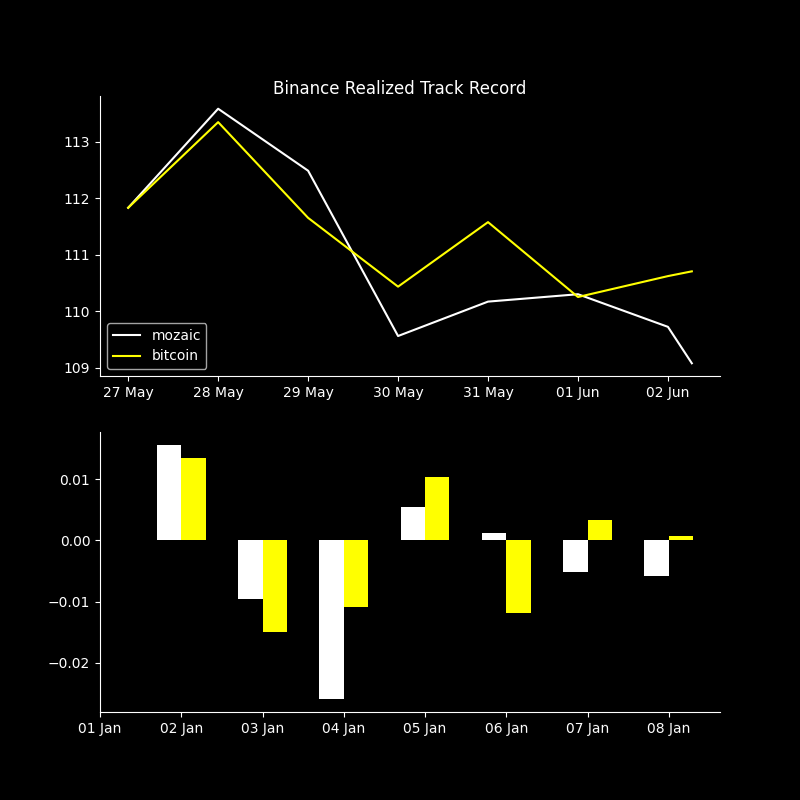 Binance Realized Track Record
113
112
111
110
109
mozaic
bitcoin
27 May 28 May 29 May 30 May 31 May 01 Jun 02 Jun
0.01
0.00
−0.01
−0.02
01 Jan 02 Jan 03 Jan 04 Jan 05 Jan 06 Jan 07 Jan 08 Jan